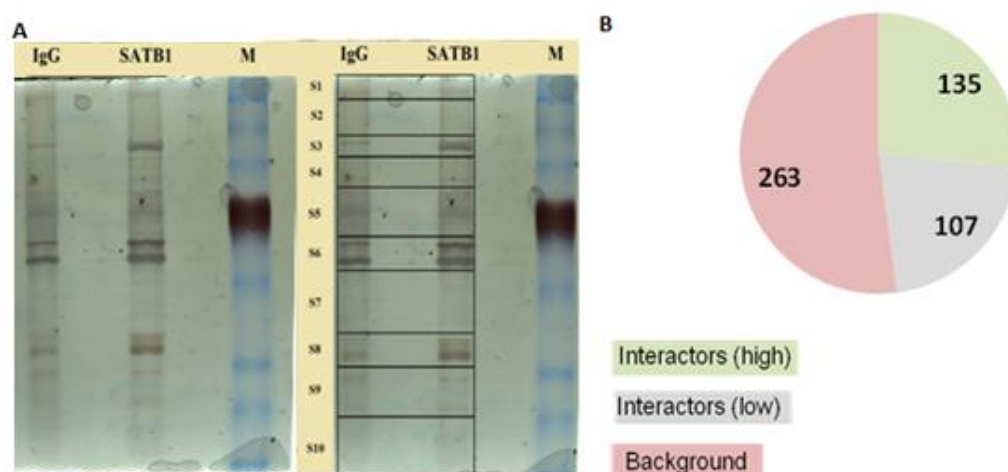 A
IgG SATB1 M
IgG SATB1 M
S1
S2
S3
S4
S5
S6
S7
S8
S9
S10
B
135
263
107
Interactors (high)
Interactors (low)
Background